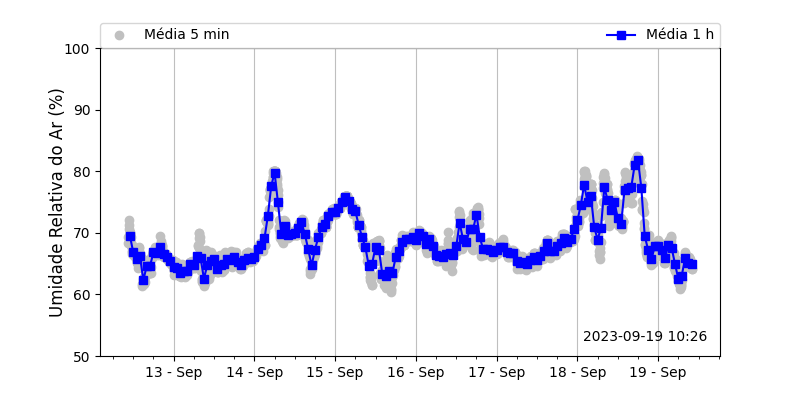 Média 5 min
Média 1 h
100
90
80
70
60
50
Umidade Relativa do Ar (%)
2023-09-19 10:26
13 - Sep
14 - Sep
15 - Sep
16 - Sep
17 - Sep
18 - Sep
19 - Sep